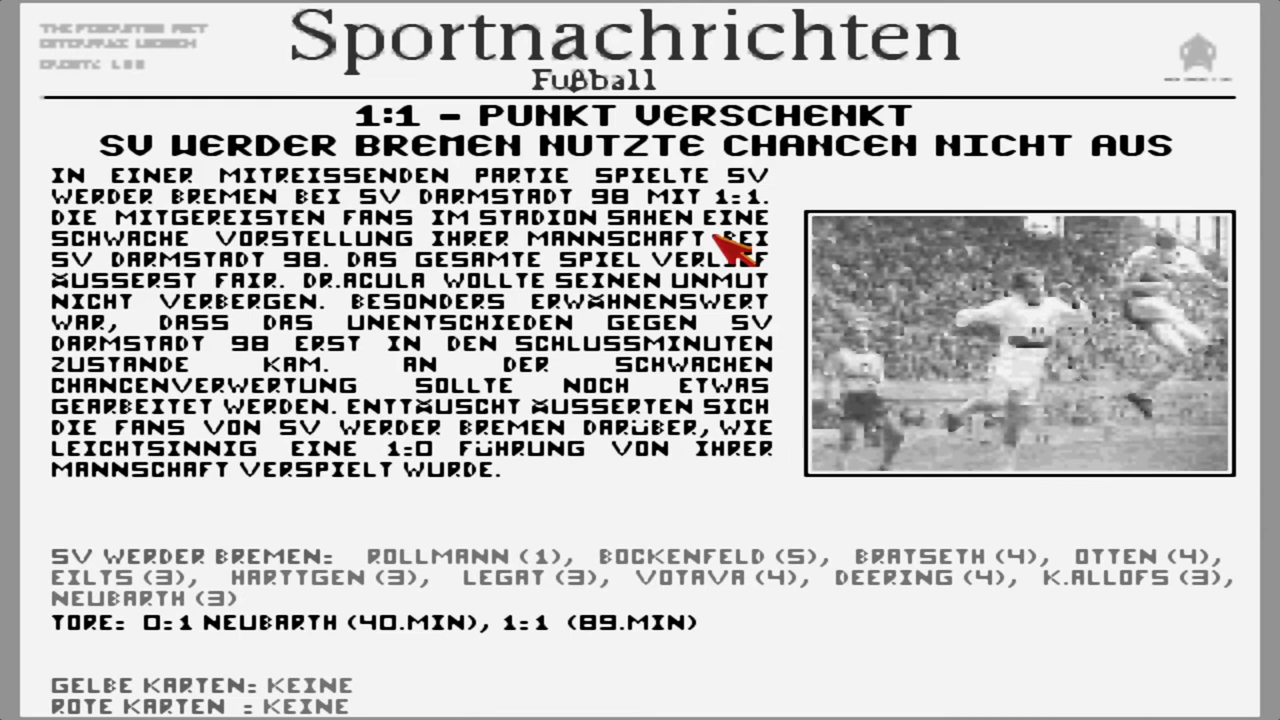 Sportnachrichten
Fußball
1:1 - PUNKT VERSCHENKT
SV WERDER BREMEN NUTZTE CHANCEN NICHT AUS
IN EINER MITREISSENDEN PARTIE SPIELTE SV
WERDER BREMEN BEI SV DARMSTADT 98 MIT 1:1.
DIE MITGEREISTEN FANS IM STADION SAHEN EINE
SCHWACHE VORSTELLUNG IHRER MANNSCHAFT BEI
SV DARMSTADT 98. DAS GESAMTE SPIEL VERLIEF
ÄUSSERST FAIR. DR.ACULA WOLLTE SEINEN UNMUT
NICHT VERBERGEN. BESONDERS ERWÄHNENSWERT
WAR, DASS DAS UNENTSCHIEDEN GEGEN SV
DARMSTADT 98 ERST IN DEN SCHLUSSMINUTEN
ZUSTANDE KAM. AN DER SCHWACHEN
CHANCENVERWERTUNG SOLLTE NOCH ETWAS
GEARBEITET WERDEN. ENTTÄUSCHT ÄUSSERTEN SICH
DIE FANS VON SV WERDER BREMEN DARÜBER, WIE
LEICHTSINNIG EINE 1:0 FÜHRUNG VON IHRER
MANNSCHAFT VERSPIELT WURDE.
SV WERDER BREMEN: ROLLMANN (1), BOCKENFELD (5), BRATSETH (4), OTTEN (4),
EILTS (3), HARTTGEN (3), LEGAT (3), VOTAVA (4), DEERING (4), K.ALLOFS (3),
NEUBARTH (3)
TORE: 0:1 NEUBARTH (40.MIN), 1:1 (89.MIN)
GELBE KARTEN: KEINE
ROTE KARTEN : KEINE